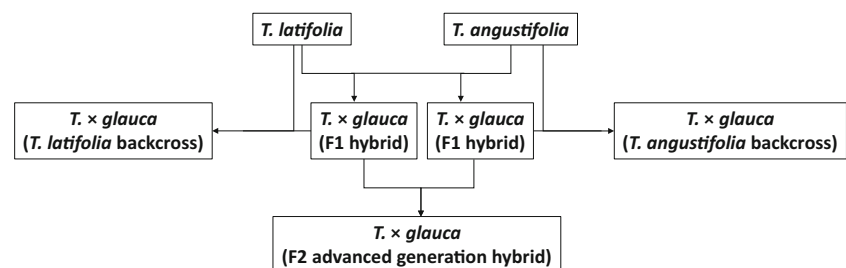 T. latifolia
T. angustifolia
T. × glauca
(T. latifolia backcross)
T. × glauca
(F1 hybrid)
T. × glauca
(F1 hybrid)
T. × glauca
(T. angustifolia backcross)
T. × glauca
(F2 advanced generation hybrid)